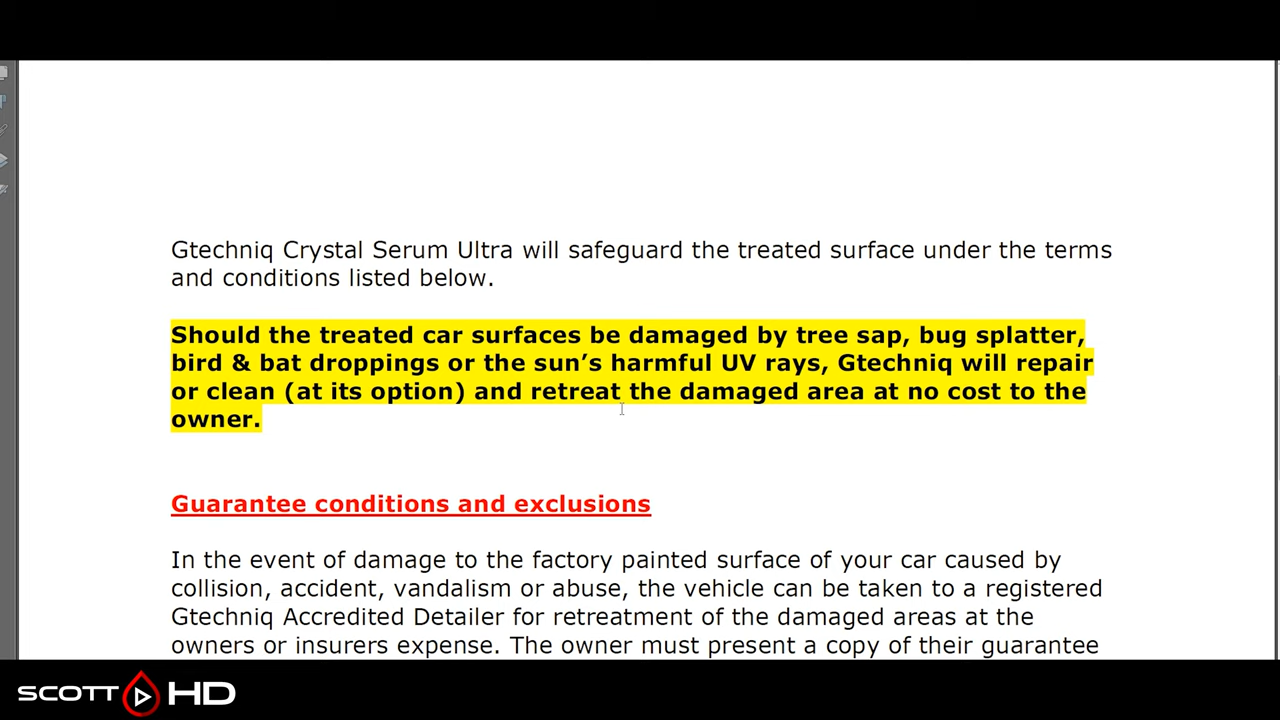 Gtechniq Crystal Serum Ultra will safeguard the treated surface under the terms
and conditions listed below.
Should the treated car surfaces be damaged by tree sap, bug splatter,
bird & bat droppings or the sun’s harmful UV rays, Gtechniq will repair
or clean (at its option) and retreat the damaged area at no cost to the
owner.
Guarantee conditions and exclusions
In the event of damage to the factory painted surface of your car caused by
collision, accident, vandalism or abuse, the vehicle can be taken to a registered
Gtechniq Accredited Detailer for retreatment of the damaged areas at the
owners or insurers expense. The owner must present a copy of their guarantee
SCOTT HD